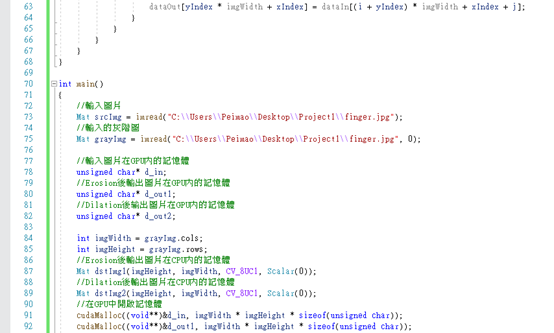 63 dataOut[yIndex * imgWidth + xIndex] = dataIn[(i + yIndex) * imgWidth + xIndex + j];
64 }
65 }
66 }
67 }
68 }
69
70 int main()
71 {
72 //輸入圖片
73 Mat srcImg = imread("C:\\Users\\Peimao\\Desktop\\Project1\\finger.jpg");
74 //輸入的灰階圖
75 Mat grayImg = imread("C:\\Users\\Peimao\\Desktop\\Project1\\finger.jpg", 0);
76
77 //輸入圖片在GPU內的記憶體
78 unsigned char* d_in;
79 //Erosion後輸出圖片在GPU內的記憶體
80 unsigned char* d_out1;
81 //Dilation後輸出圖片在GPU內的記憶體
82 unsigned char* d_out2;
83
84 int imgWidth = grayImg.cols;
85 int imgHeight = grayImg.rows;
86 //Erosion後輸出圖片在CPU內的記憶體
87 Mat dstImg1(imgHeight, imgWidth, CV_8UC1, Scalar(0));
88 //Dilation後輸出圖片在CPU內的記憶體
89 Mat dstImg2(imgHeight, imgWidth, CV_8UC1, Scalar(0));
90 //在GPU中開啟記憶體
91 cudaMalloc((void**)&d_in, imgWidth * imgHeight * sizeof(unsigned char));
92 cudaMalloc((void**)&d_out1, imgWidth * imgHeight * sizeof(unsigned char));